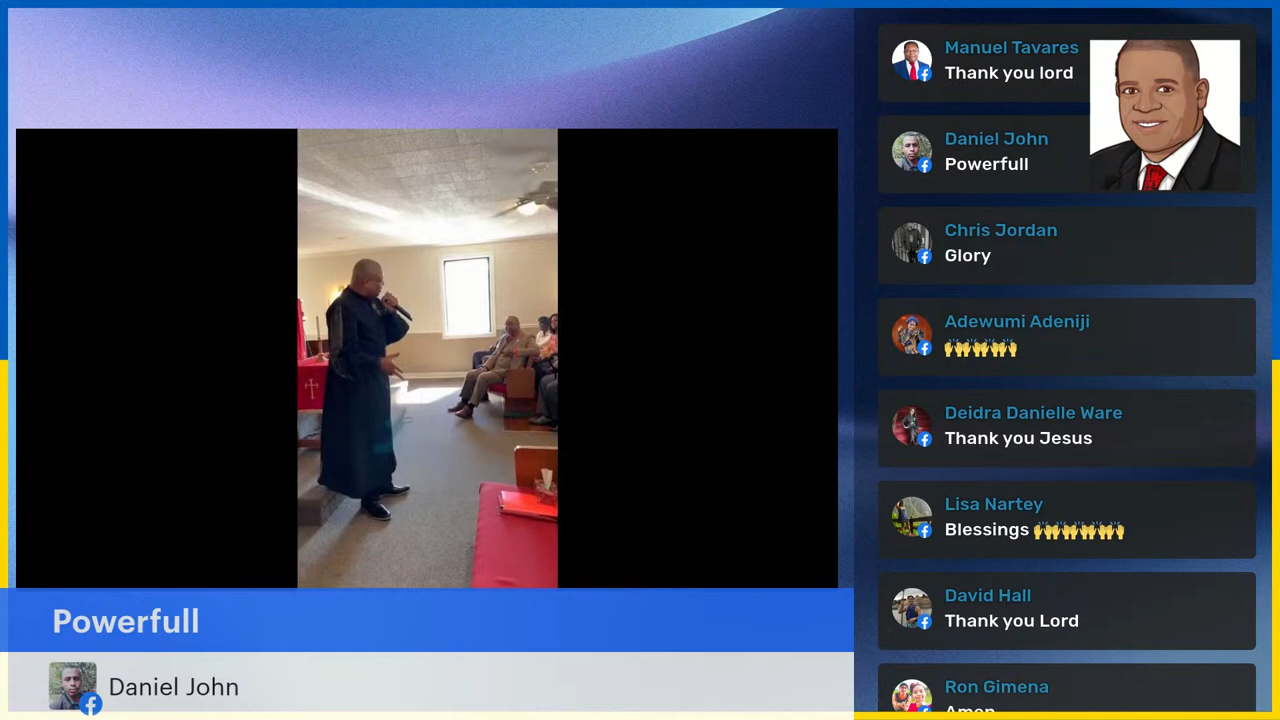 Manuel Tavares
Thank you lord
Daniel John
Powerfull
Chris Jordan
Glory
Adewumi Adeniji
🙌🙌🙌🙌🙌
Deidra Danielle Ware
Thank you Jesus
Lisa Nartey
Blessings 🙌🙌🙌🙌🙌
David Hall
Thank you Lord
Ron Gimena
Amen
Powerfull
Daniel John